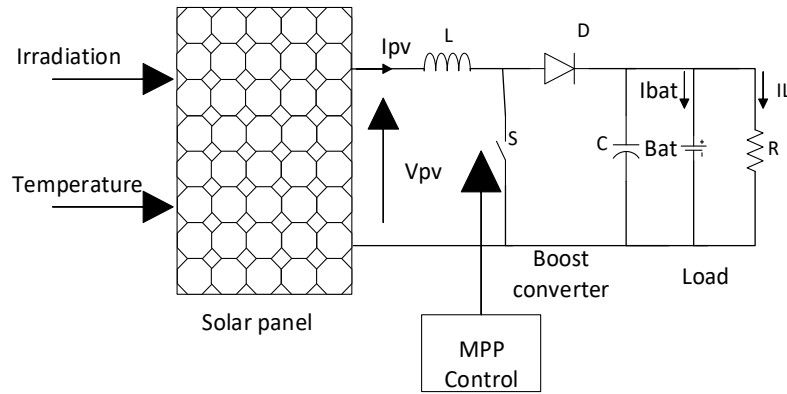 Irradiation
Temperature
Solar panel
Ipv
L
D
Vpv
S
C
Ibat
Bat
IL
R
Boost
converter
Load
MPP
Control